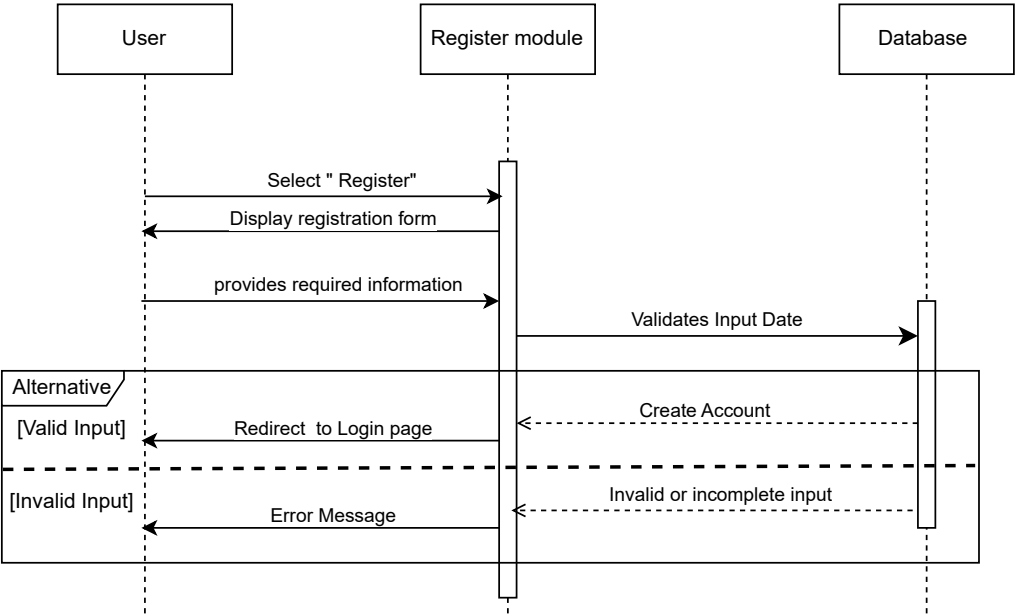 User
Register module
Database
Select " Register"
Display registration form
provides required information
Validates Input Date
Alternative
Create Account
[Valid Input]
Redirect to Login page
Invalid or incomplete input
[Invalid Input]
Error Message